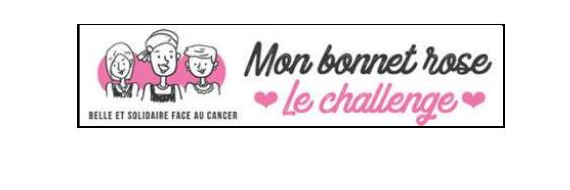 Mon bonnet rose
Le challenge
BELLE ET SOLIDAIRE FACE AU CANCER